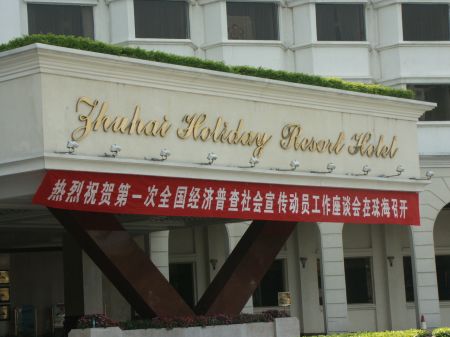 Zhuhai Holiday Resort Hotel
热烈祝贺第一次全国经济普查社会宣传动员工作座谈会在珠海召开